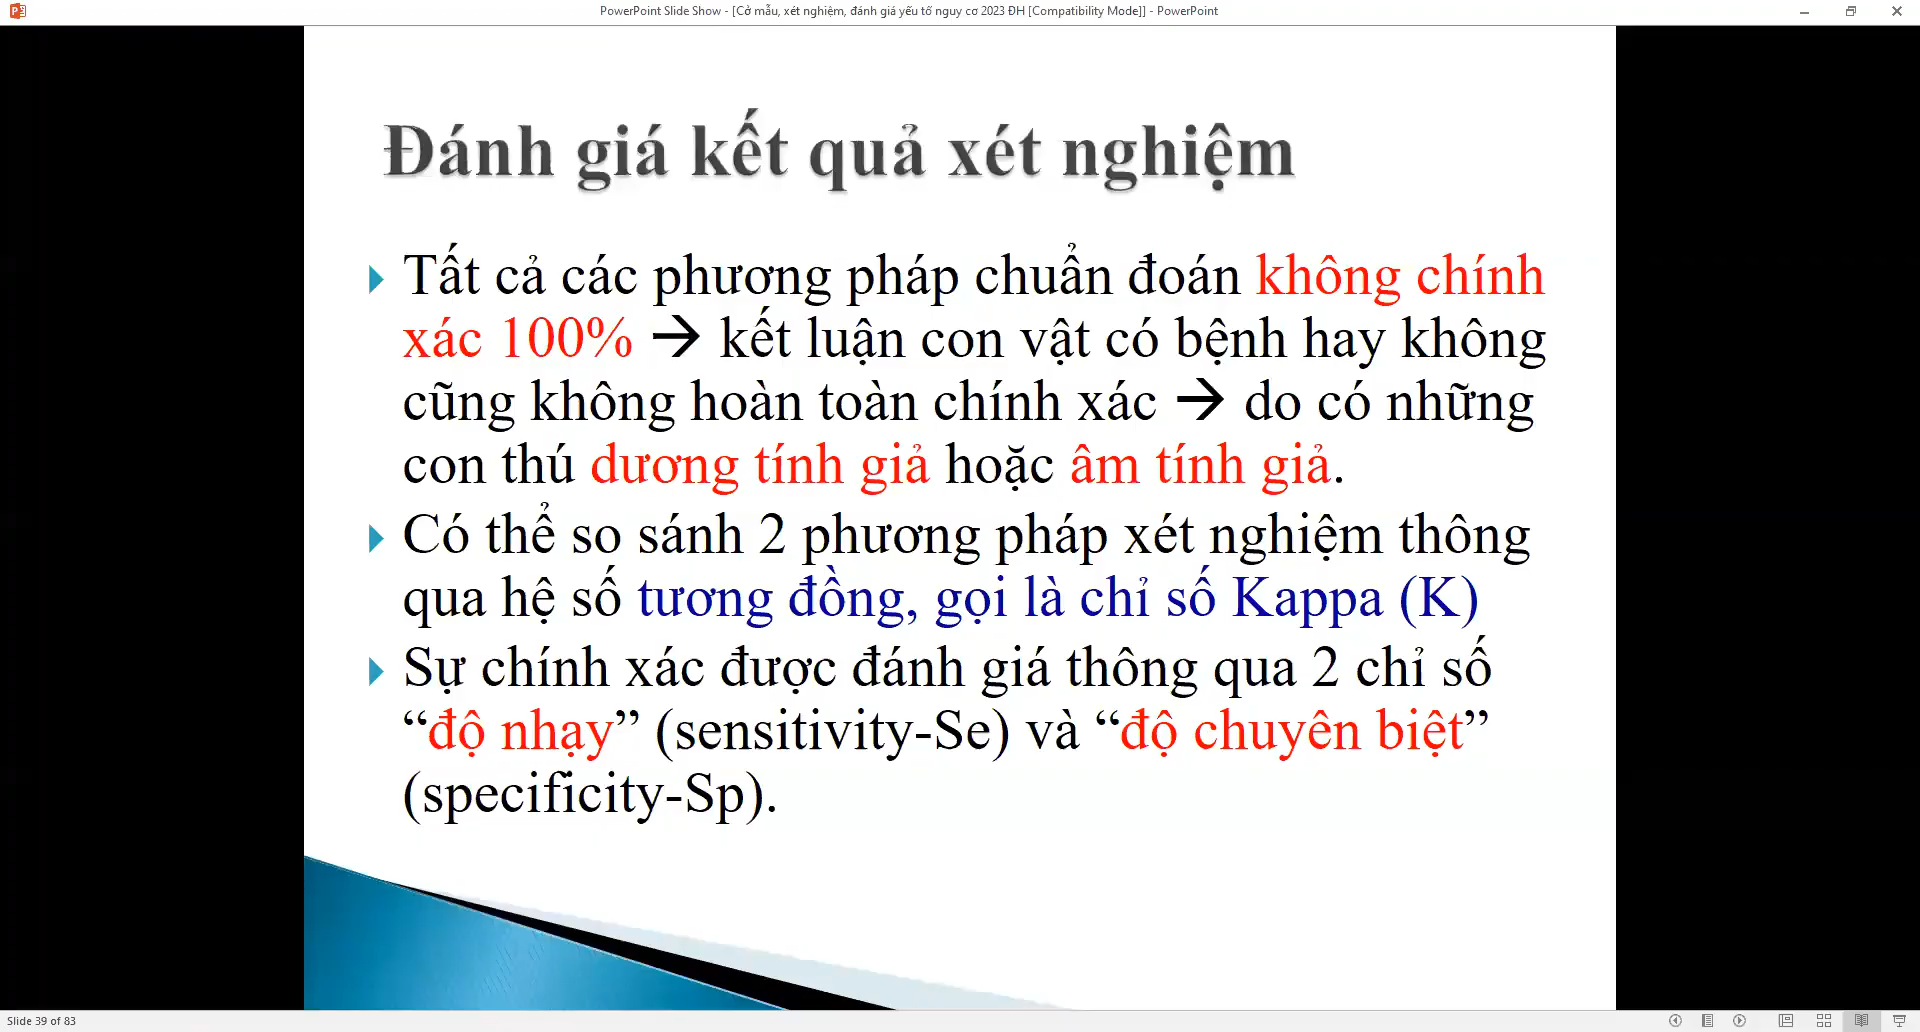 PowerPoint Slide Show - [Cở mẫu, xét nghiệm, đánh giá yếu tố nguy cơ 2023 ĐH [Compatibility Mode]] - PowerPoint
Đánh giá kết quả xét nghiệm
Tất cả các phương pháp chuẩn đoán không chính
xác 100% → kết luận con vật có bệnh hay không
cũng không hoàn toàn chính xác → do có những
con thú dương tính giả hoặc âm tính giả.
Có thể so sánh 2 phương pháp xét nghiệm thông
qua hệ số tương đồng, gọi là chỉ số Kappa (K)
Sự chính xác được đánh giá thông qua 2 chỉ số
“độ nhạy” (sensitivity-Se) và “độ chuyên biệt”
(specificity-Sp).
Slide 39 of 83